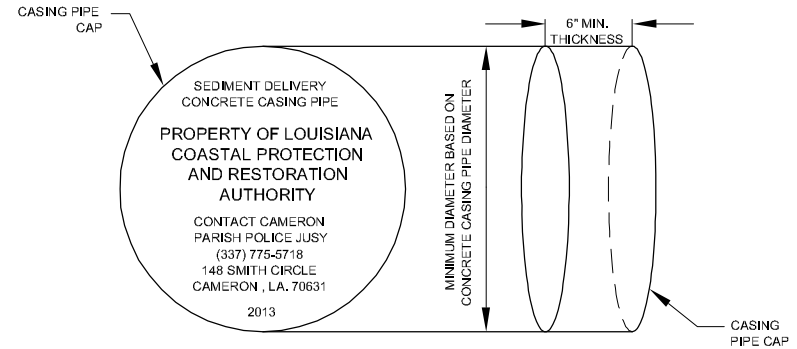 CASING PIPE
CAP
SEDIMENT DELIVERY
CONCRETE CASING PIPE
PROPERTY OF LOUISIANA
COASTAL PROTECTION
AND RESTORATION
AUTHORITY
CONTACT CAMERON
PARISH POLICE JUSY
(337) 775-5718
148 SMITH CIRCLE
CAMERON , LA. 70631
2013
MINIMUM DIAMETER BASED ON
CONCRETE CASING PIPE DIAMETER
6" MIN.
THICKNESS
CASING
PIPE CAP